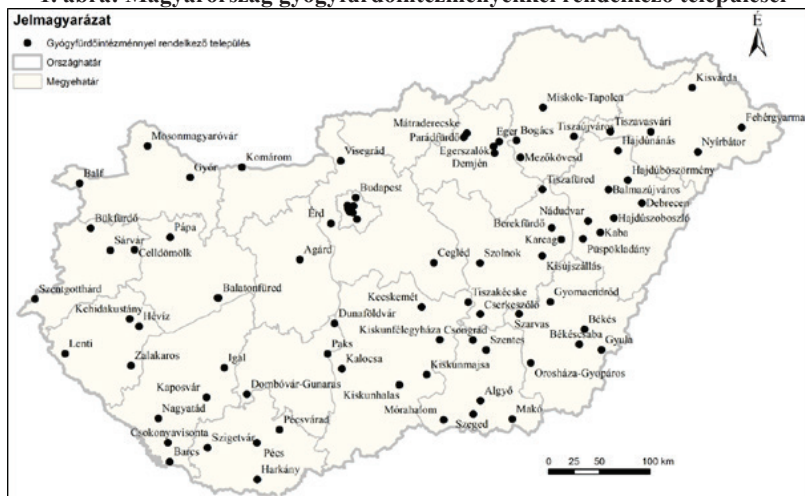 1. ábra: Magyarország gyógyfürdőintézményekkel rendelkező települései
Jelmagyarázat
Gyógyfürdőintézménnyel rendelkező település
Országhatár
Megyehatár
É
Kisvárda
Miskolc-Tapolca
Fehérgyarma
Mátraderecske
Parádfürdő
Eger
Bogács
Tiszaújváros
Tiszavasvári
Mosonmagyaróvár
Egerszalók
Hajdúnánás
Nyírbátor
Komárom
Visegrád
Demjén
Mezőkövesd
Győr
Balf
Hajdúböszörmény
Budapest
Tiszafüred
Balmazújváros
Debrecen
Bükfürdő
Pápa
Érd
Nádudvar
Hajdúszoboszló
Sárvár
Berekfürdő
Kaba
Celldömölk
Agárd
Cegléd
Szolnok
Karcag
Püspökladány
Kisújszállás
Szentgotthárd
Balatonfüred
Kecskemét
Tiszakécske
Gyomaendrőd
Kehidakustány
Hévíz
Dunaföldvár
Cserkeszőlő
Kiskunfélegyháza
Csongrád
Szarvas
Békés
Lenti
Paks
Szentes
Békéscsaba
Gyula
Zalakaros
Igal
Kalocsa
Kiskunmajsa
Orosháza-Gyopáros
Kaposvár
Dombóvár-Gunaras
Kiskunhalas
Algyő
Nagyatád
Pécsvárad
Mórahalom
Makó
Csokonyavisonta
Szigetvár
Szeged
Barcs
Pécs
Harkány
0 25 50 100 km